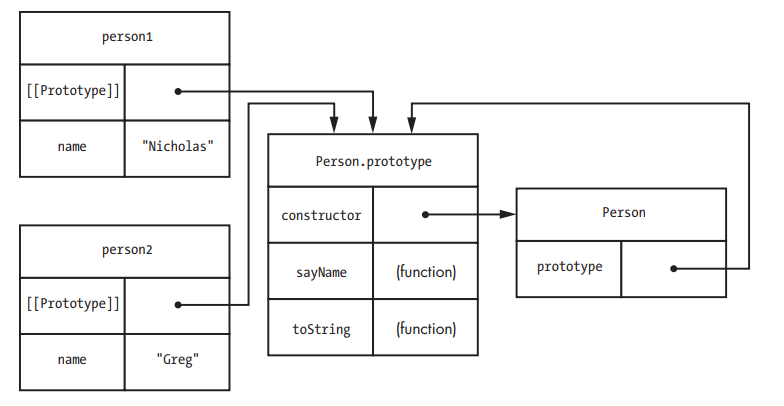 person1
[[Prototype]]
name "Nicholas"
person2
[[Prototype]]
name "Greg"
Person.prototype
constructor
sayName (function)
toString (function)
Person
prototype